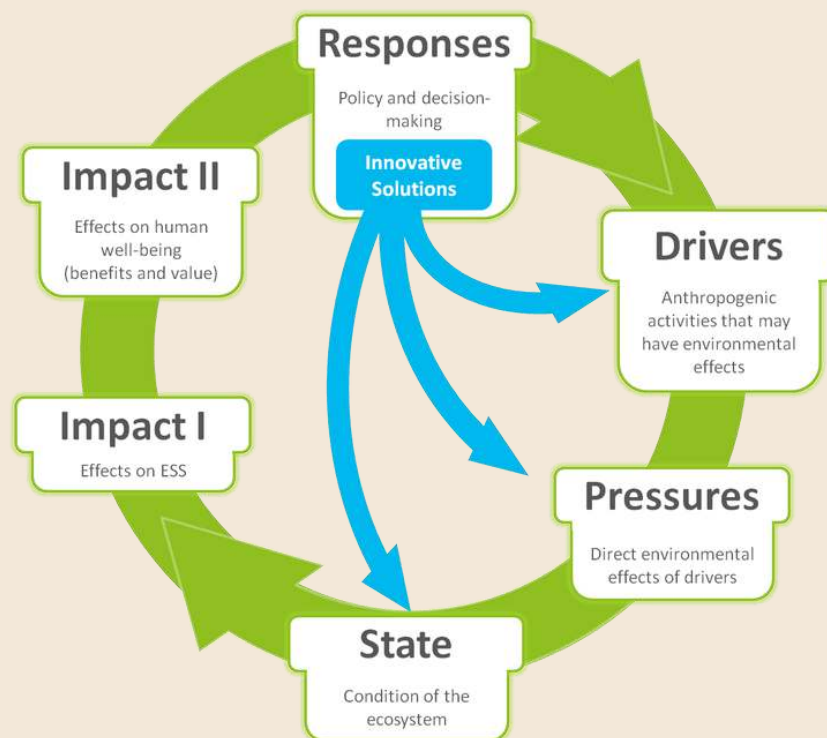 Responses
Policy and decision-
making
Innovative
Solutions
Drivers
Anthropogenic
activities that may
have environmental
effects
Pressures
Direct environmental
effects of drivers
State
Condition of the
ecosystem
Impact I
Effects on ESS
Impact II
Effects on human
well-being
(benefits and value)